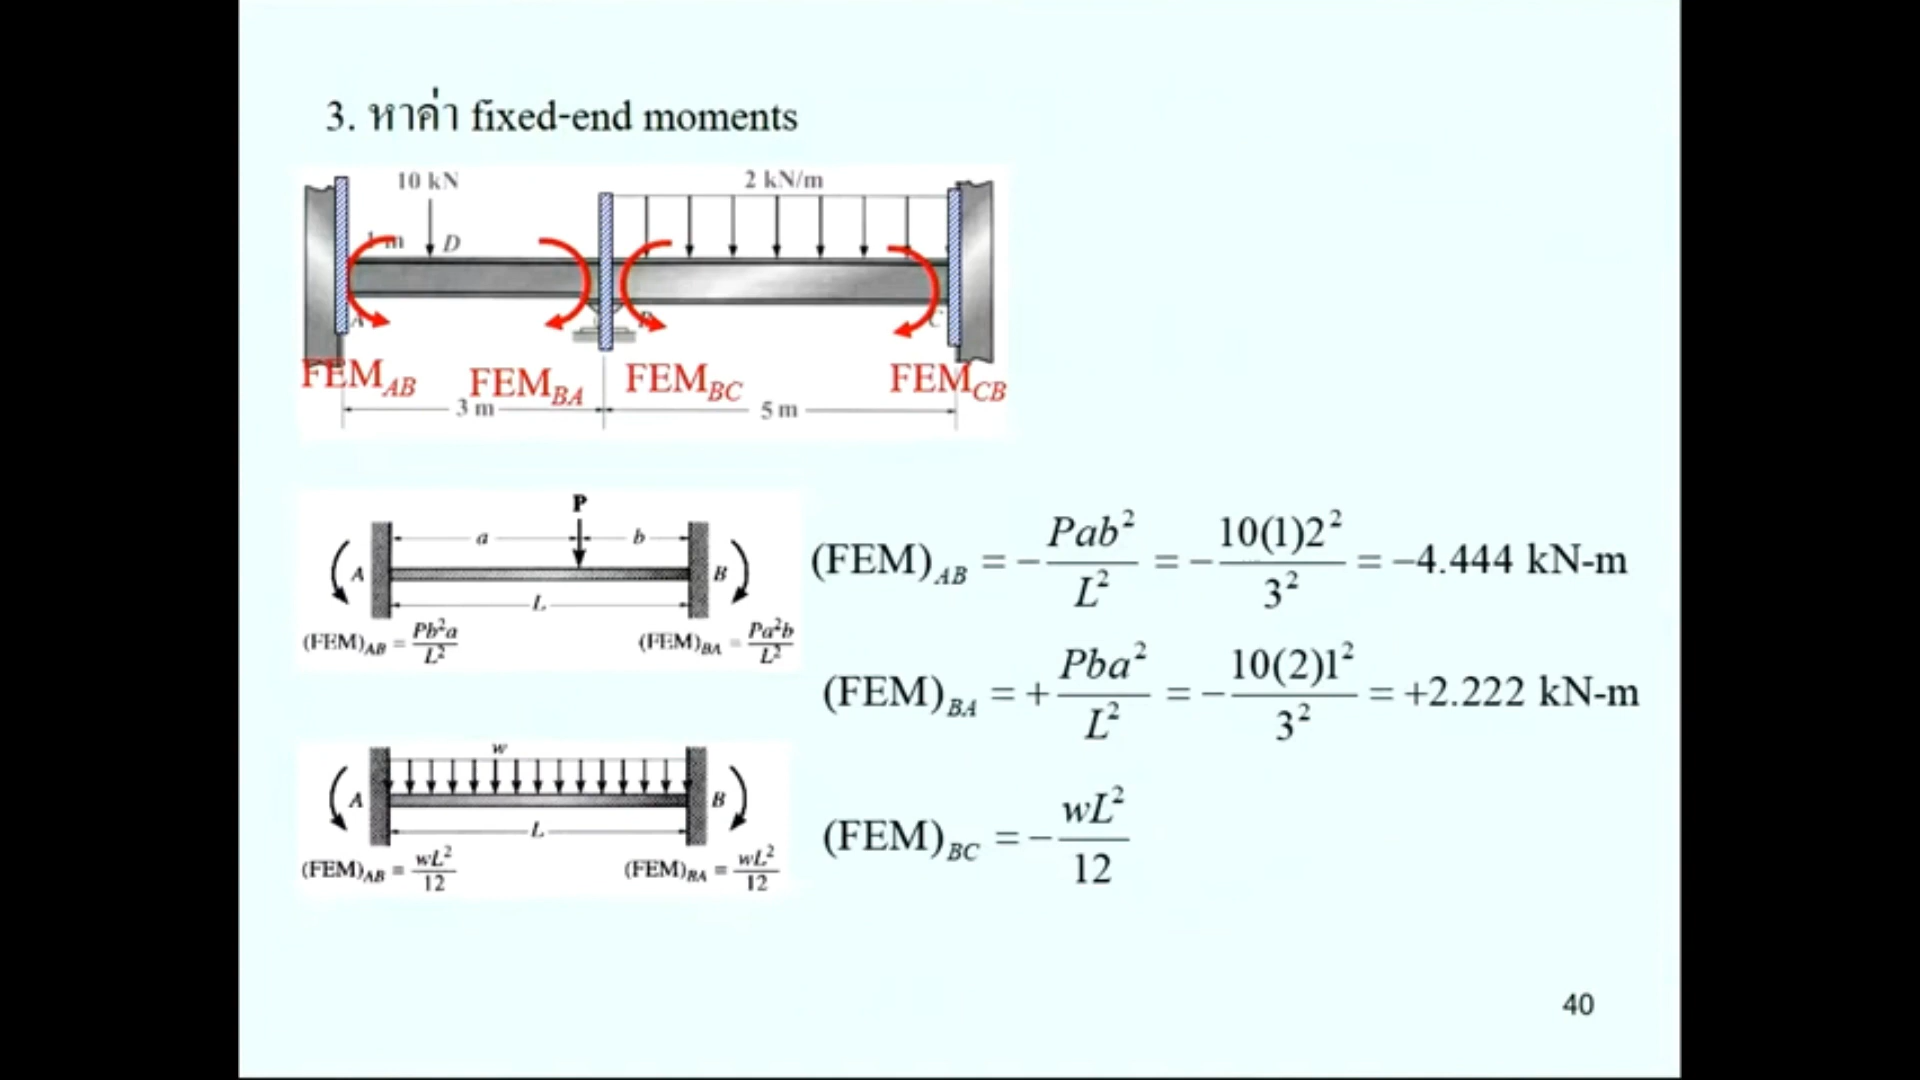 3. หาค่า fixed-end moments
10 kN
2 kN/m
1 m
D
A
B
C
FEM_AB
FEM_BA
FEM_BC
FEM_CB
3 m
5 m
P
a
b
A
B
L
(FEM)_AB = Pb²a / L²
(FEM)_BA = Pa²b / L²
(FEM)_AB = − Pab² / L² = − 10(1)2² / 3² = −4.444 kN-m
(FEM)_BA = + Pba² / L² = − 10(2)1² / 3² = +2.222 kN-m
w
A
B
L
(FEM)_AB = wL² / 12
(FEM)_BA = wL² / 12
(FEM)_BC = − wL² / 12
40